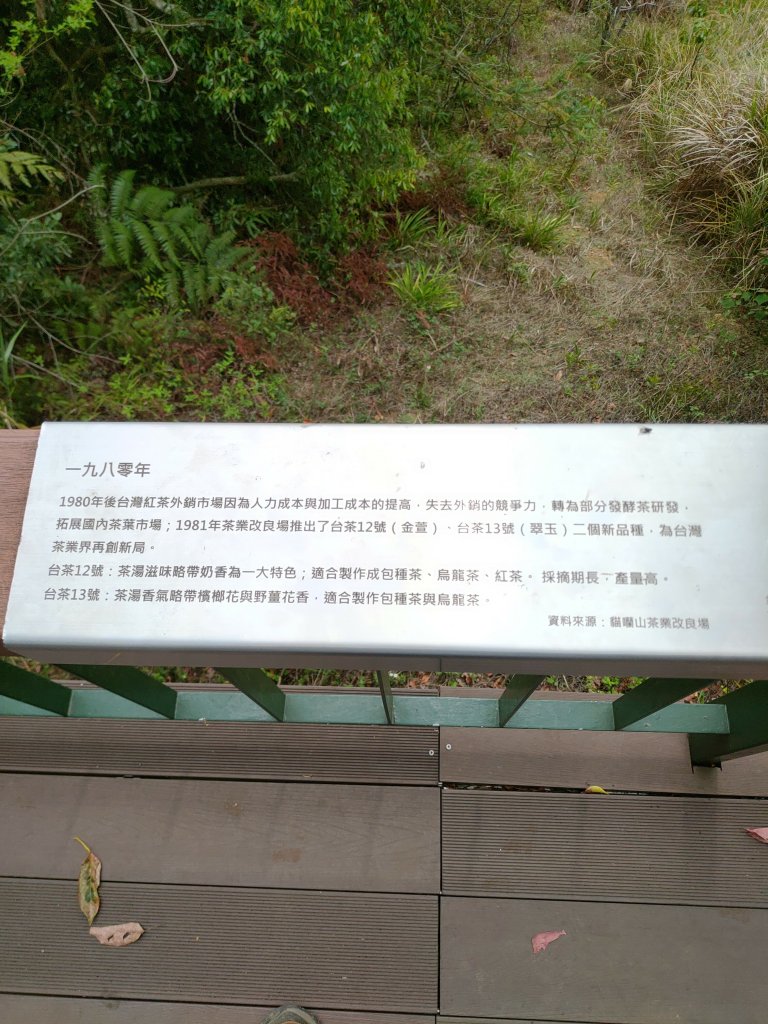 一九八零年
1980年後台灣紅茶外銷市場因為人力成本與加工成本的提高，失去外銷的競爭力，轉為部分發酵茶研發，
拓展國內茶葉市場；1981年茶業改良場推出了台茶12號（金萱）、台茶13號（翠玉）二個新品種，為台灣
茶業界再創新局。
台茶12號：茶湯滋味略帶奶香為一大特色；適合製作成包種茶、烏龍茶、紅茶。 採摘期長，產量高。
台茶13號：茶湯香氣略帶檳榔花與野薑花香，適合製作包種茶與烏龍茶。
資料來源：貓囒山茶業改良場